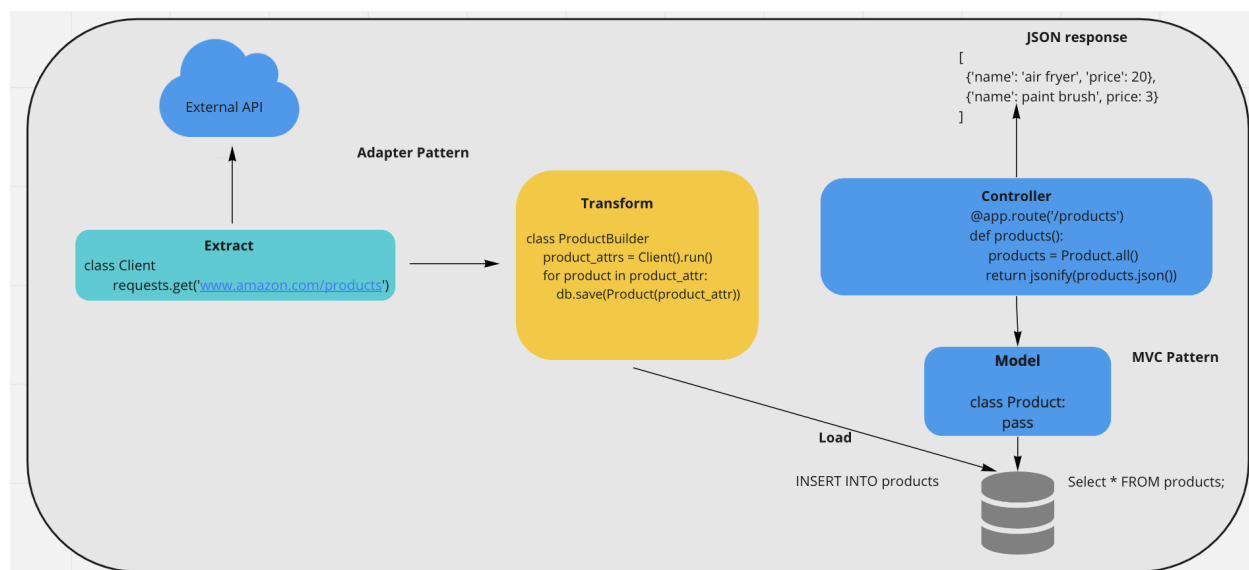 External API
Adapter Pattern
Extract
class Client
requests.get('www.amazon.com/products')
Transform
class ProductBuilder
product_attrs = Client().run()
for product in product_attr:
db.save(Product(product_attr))
Load
INSERT INTO products
JSON response
[
{'name': 'air fryer', 'price': 20},
{'name': paint brush', price: 3}
]
Controller
@app.route('/products')
def products():
products = Product.all()
return jsonify(products.json())
Model
class Product:
pass
MVC Pattern
Select * FROM products;